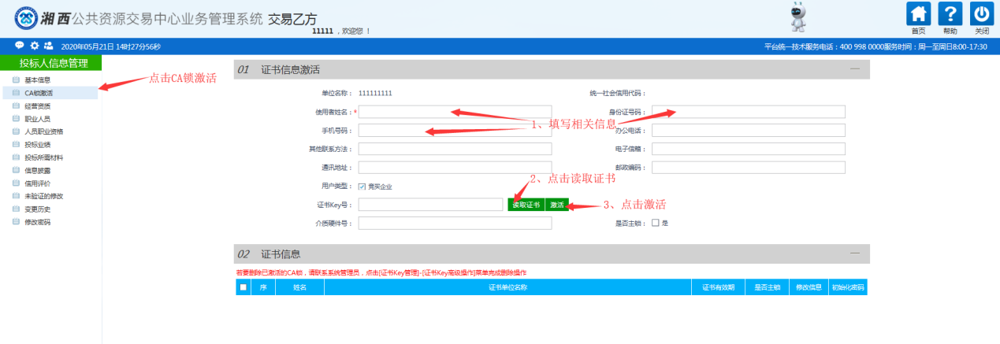 湘西公共资源交易中心业务管理系统 交易乙方
11111 ，欢迎您 ！
首页 帮助 关闭
2020年05月21日 14时27分56秒
平台统一技术服务电话：400 998 0000服务时间：周一至周日8:00-17:30
投标人信息管理
基本信息
CA锁激活
经营资质
职业人员
人员职业资格
投标业绩
投标所需材料
信息披露
信用评价
未验证的修改
变更历史
修改密码
点击CA锁激活
01 证书信息激活
单位名称： 111111111 统一社会信用代码：
使用者姓名：* 身份证号码：
1、填写相关信息
手机号码： 办公电话：
其他联系方法： 电子信箱：
通讯地址： 邮政编码：
2、点击读取证书
用户类型： 竞买企业
证书Key号： 读取证书 激活 3、点击激活
介质硬件号： 是否主锁： 是
02 证书信息
若要删除已激活的CA锁，请联系系统管理员，点击[证书Key管理]-[证书Key高级操作]菜单完成删除操作
序 姓名 证书单位名称 证书有效期 是否主锁 修改信息 初始化密码